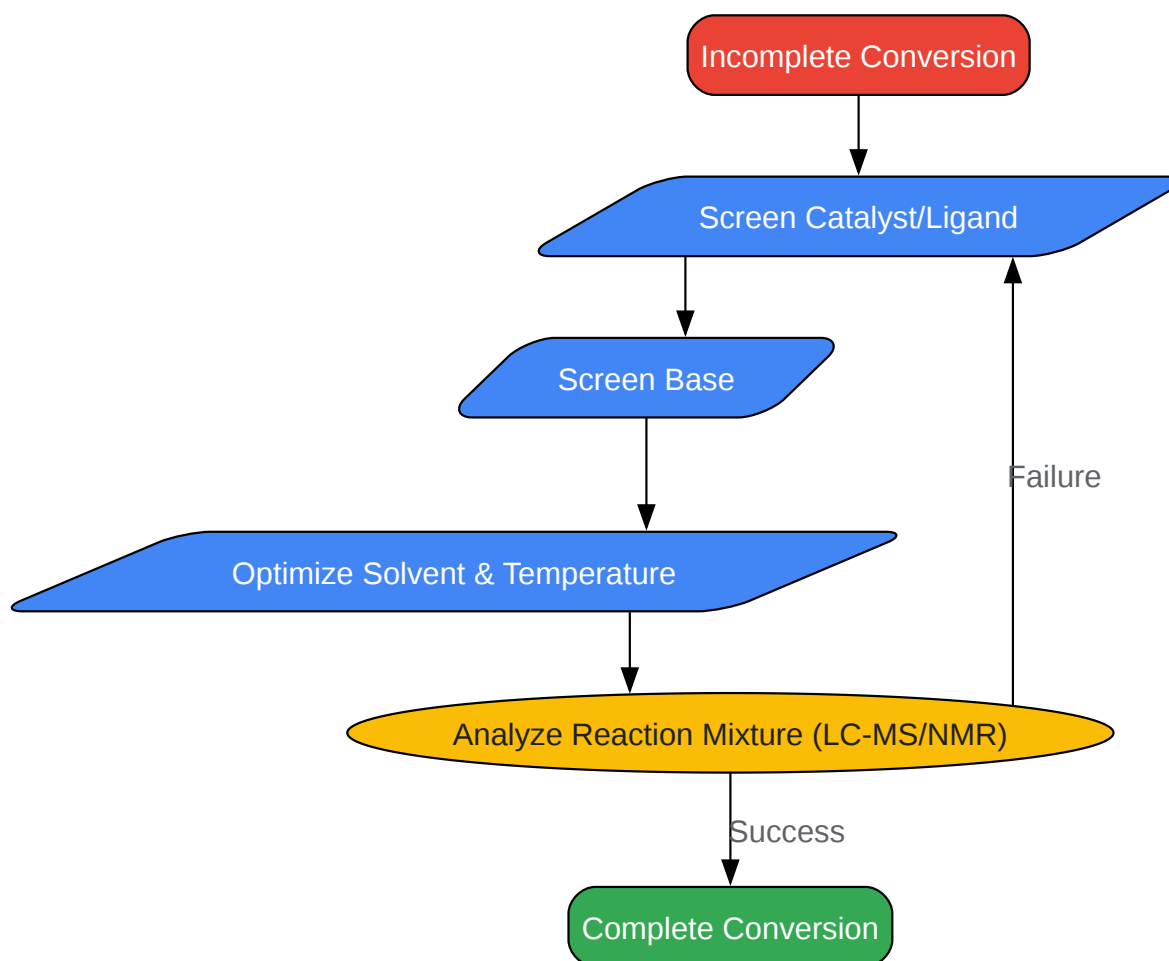 Incomplete Conversion
Screen Catalyst/Ligand
Screen Base
Failure
Optimize Solvent & Temperature
Analyze Reaction Mixture (LC-MS/NMR)
Success
Complete Conversion